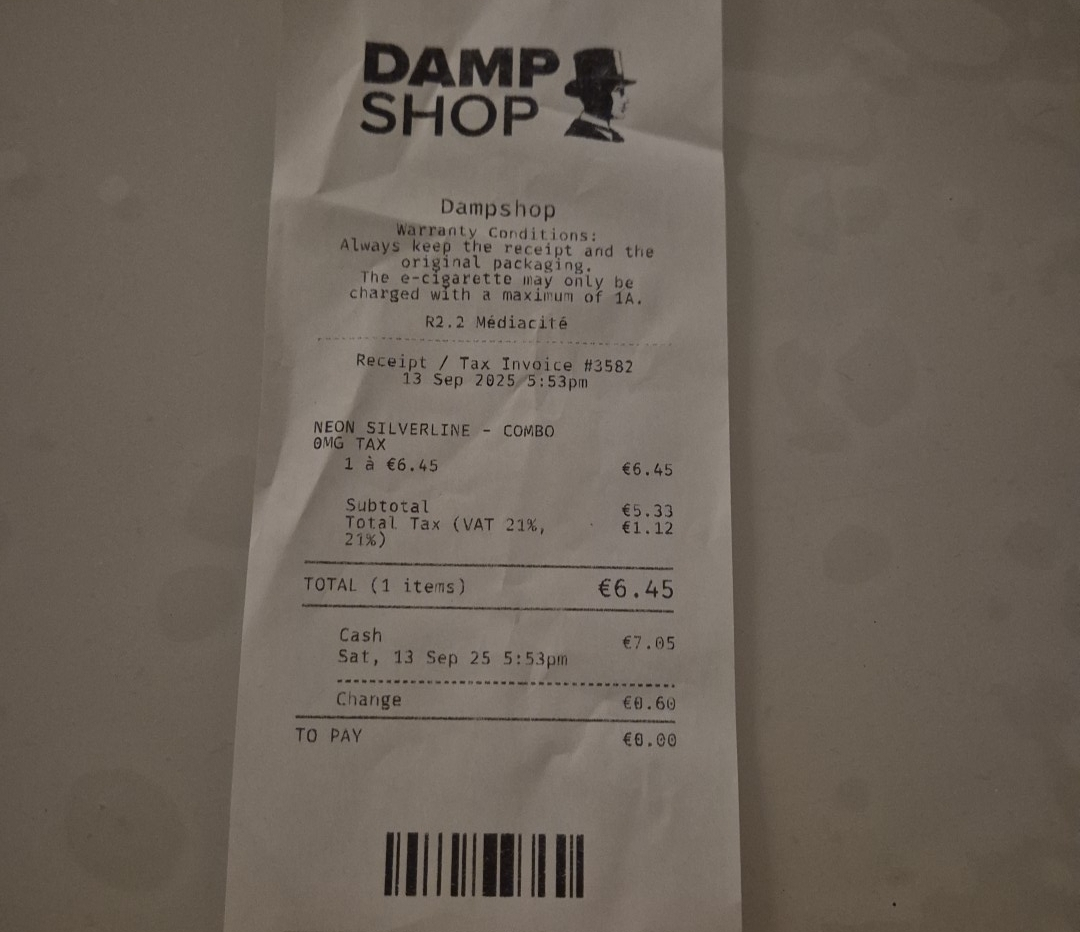 DAMP
SHOP
Dampshop
Warranty Conditions:
Always keep the receipt and the
original packaging.
The e-cigarette may only be
charged with a maximum of 1A.
R2.2 Médiacité
Receipt / Tax Invoice #3582
13 Sep 2025 5:53pm
NEON SILVERLINE - COMBO
0MG TAX
1 à €6.45 €6.45
Subtotal €5.33
Total Tax (VAT 21%, €1.12
21%)
TOTAL (1 items) €6.45
Cash €7.05
Sat, 13 Sep 25 5:53pm
Change €0.60
TO PAY €0.00